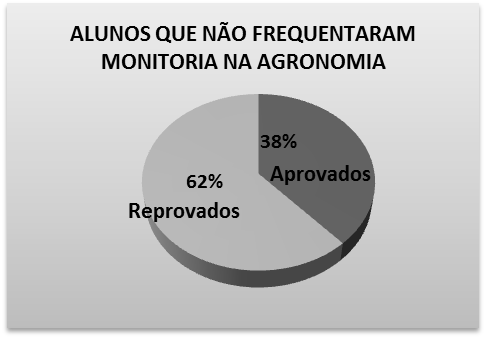 ALUNOS QUE NÃO FREQUENTARAM
MONITORIA NA AGRONOMIA
38%
Aprovados
62%
Reprovados